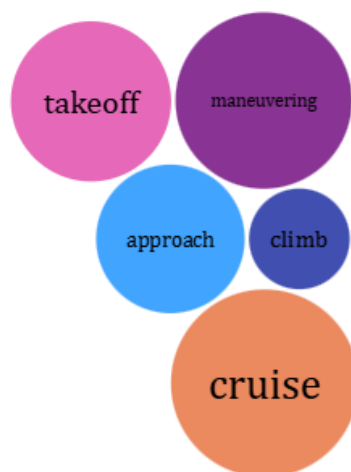 takeoff
maneuvering
approach
climb
cruise